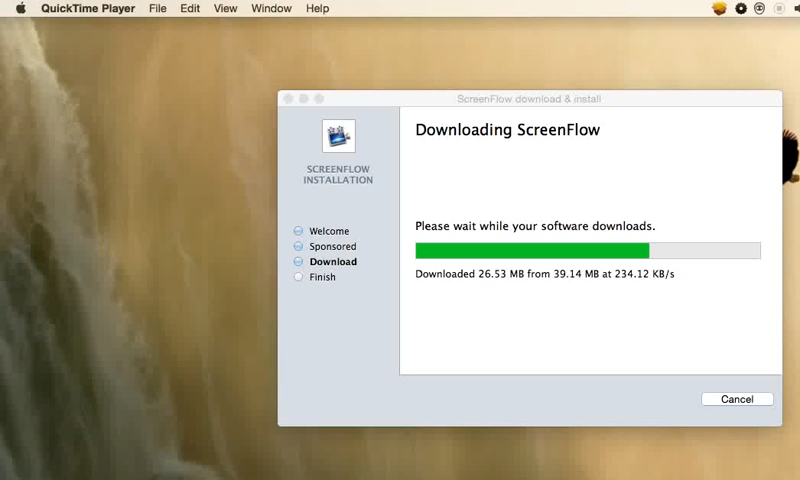 QuickTime Player File Edit View Window Help
ScreenFlow download & install
SCREENFLOW
INSTALLATION
Welcome
Sponsored
Download
Finish
Downloading ScreenFlow
Please wait while your software downloads.
Downloaded 26.53 MB from 39.14 MB at 234.12 KB/s
Cancel